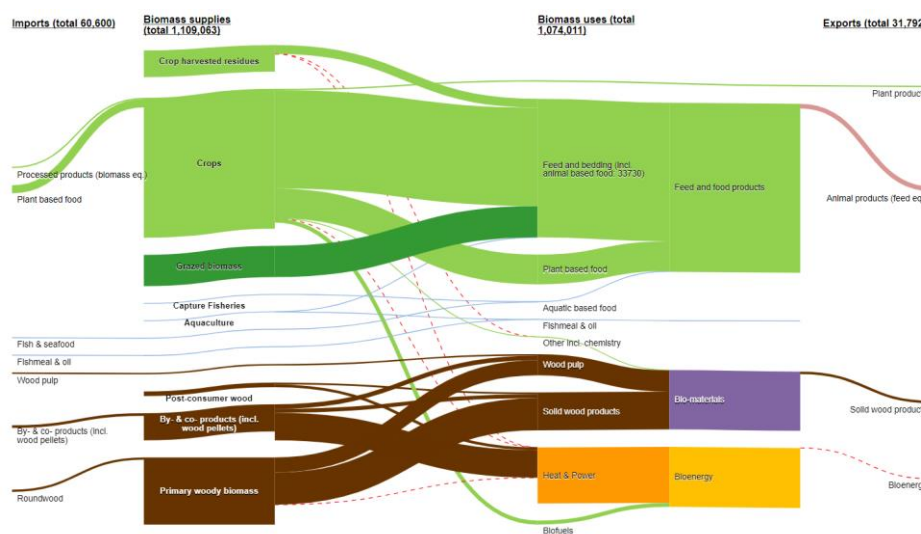 Imports (total 60,600)
Biomass supplies
(total 1,109,063)
Biomass uses (total
1,074,011)
Exports (total 31,792
Crop harvested residues
Plant product
Crops
Processed products (biomass eq.)
Plant based food
Feed and bedding (incl.
animal based food: 33730)
Feed and food products
Animal products (feed eq
Grazed biomass
Plant based food
Capture Fisheries
Aquaculture
Aquatic based food
Fishmeal & oil
Fish & seafood
Other incl. chemistry
Fishmeal & oil
Wood pulp
Wood pulp
Post-consumer wood
Bio-materials
Solid wood products
Solid wood product
By- & co- products (incl.
wood pellets)
By- & co- products (incl.
wood pellets)
Heat & Power
Bioenergy
Bioenerg
Primary woody biomass
Roundwood
Biofuels